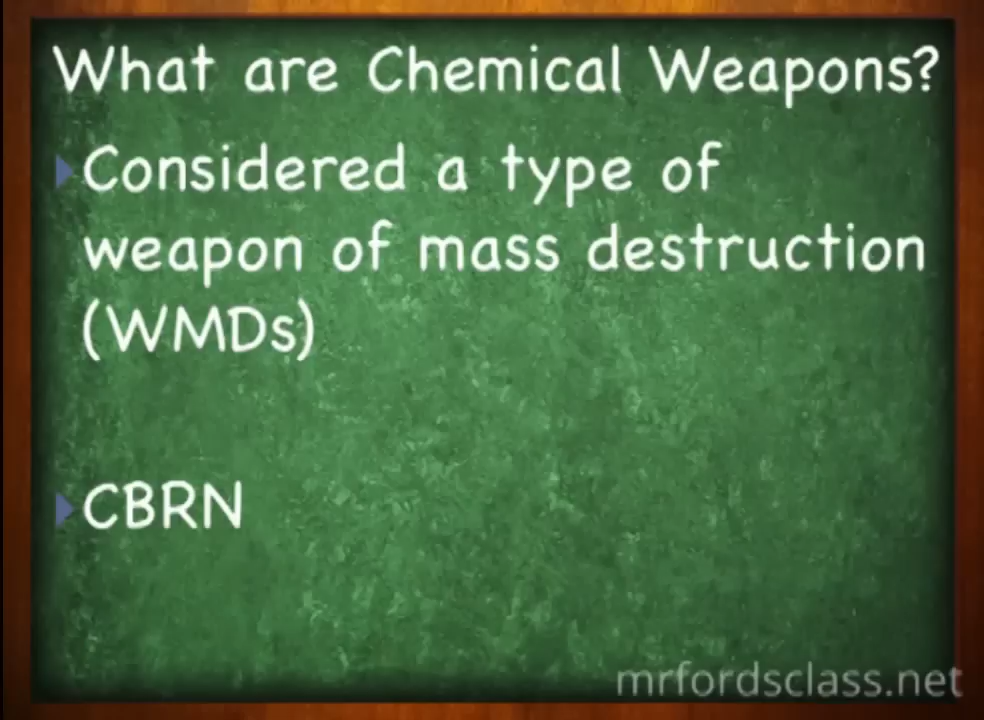 What are Chemical Weapons?
Considered a type of
weapon of mass destruction
(WMDs)
CBRN
mrfordsclass.net